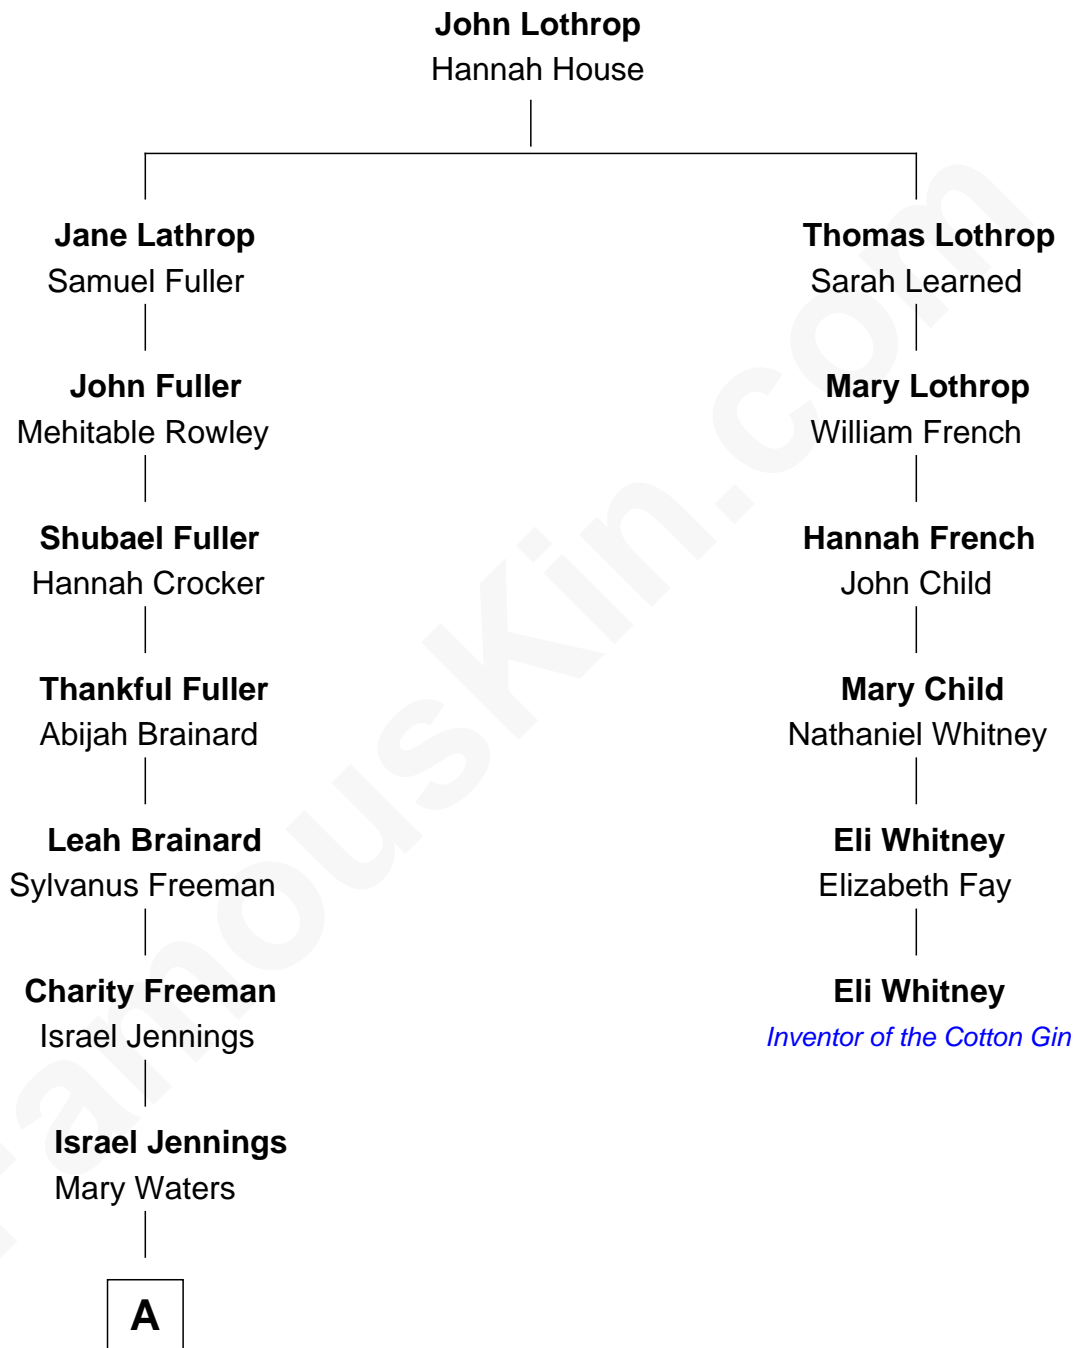 John Lothrop
Hannah House
Jane Lathrop
Samuel Fuller
Thomas Lothrop
Sarah Learned
John Fuller
Mehitable Rowley
Mary Lothrop
William French
Shubael Fuller
Hannah Crocker
Hannah French
John Child
Thankful Fuller
Abijah Brainard
Mary Child
Nathaniel Whitney
Leah Brainard
Sylvanus Freeman
Eli Whitney
Elizabeth Fay
Charity Freeman
Israel Jennings
Eli Whitney
Inventor of the Cotton Gin
Israel Jennings
Mary Waters
A
FamousKin.com